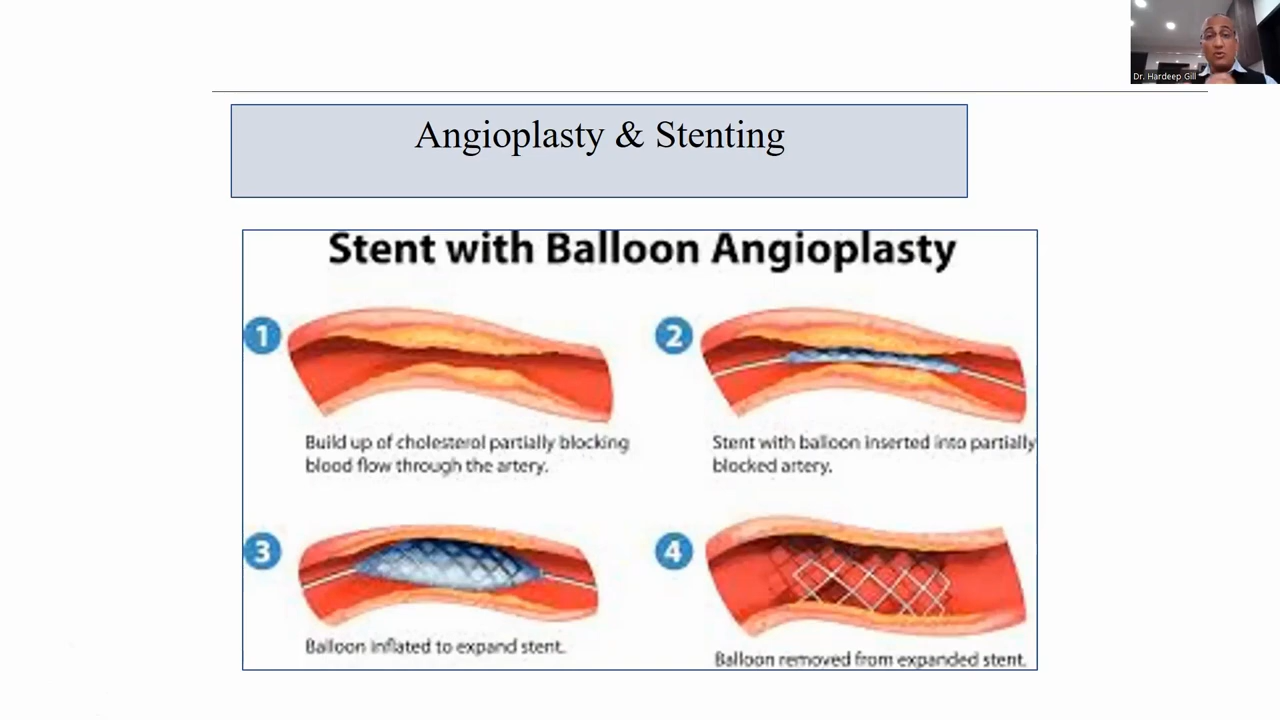 Dr. Hardeep Gill
Angioplasty & Stenting
Stent with Balloon Angioplasty
1
Build up of cholesterol partially blocking
blood flow through the artery.
2
Stent with balloon inserted into partially
blocked artery.
3
Balloon inflated to expand stent.
4
Balloon removed from expanded stent.